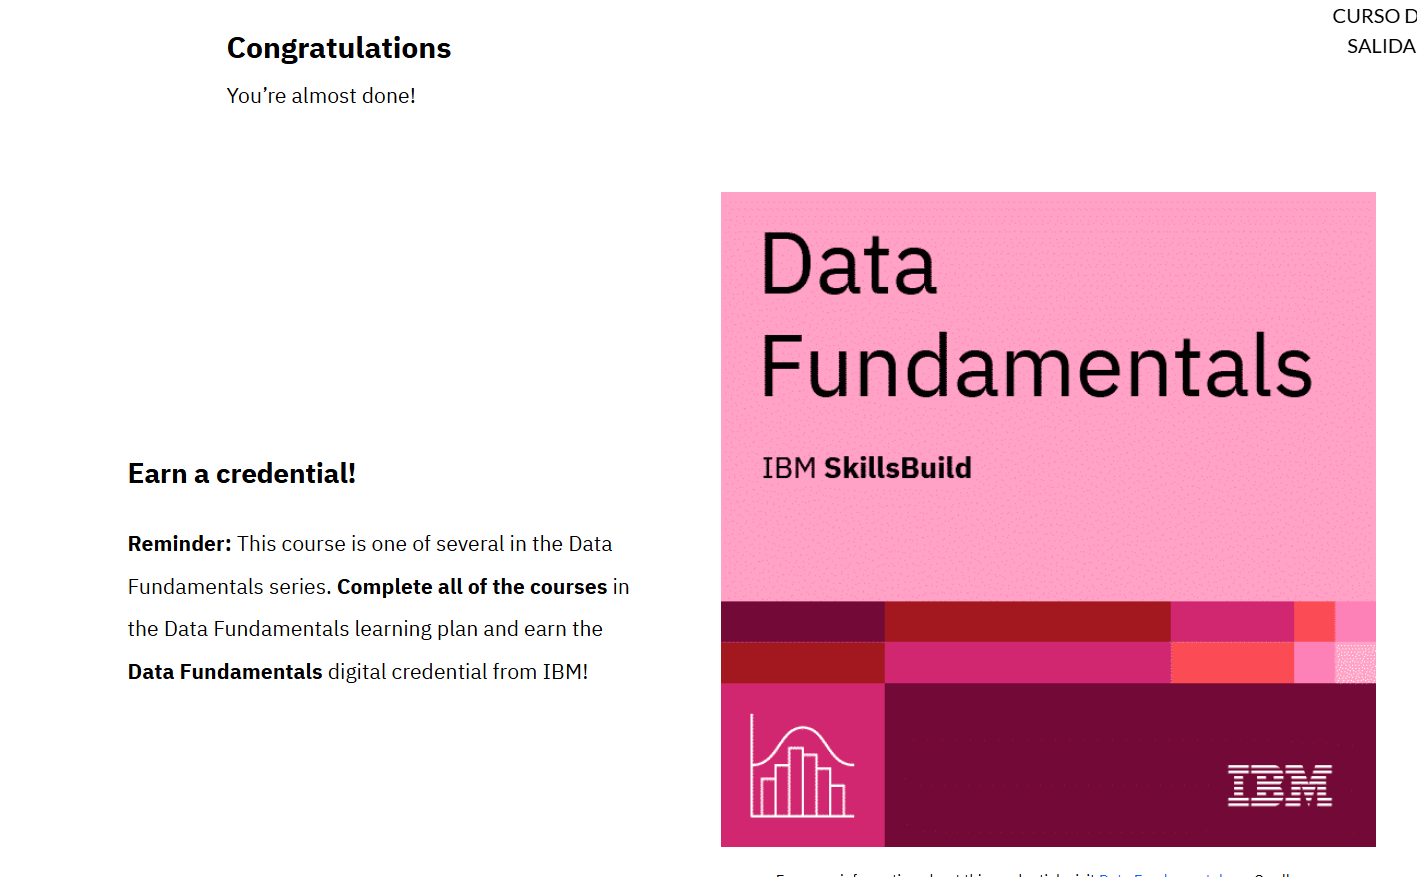 CURSO D
SALIDA
Congratulations
You’re almost done!
Data
Fundamentals
IBM SkillsBuild
Earn a credential!
Reminder: This course is one of several in the Data
Fundamentals series. Complete all of the courses in
the Data Fundamentals learning plan and earn the
Data Fundamentals digital credential from IBM!
IBM